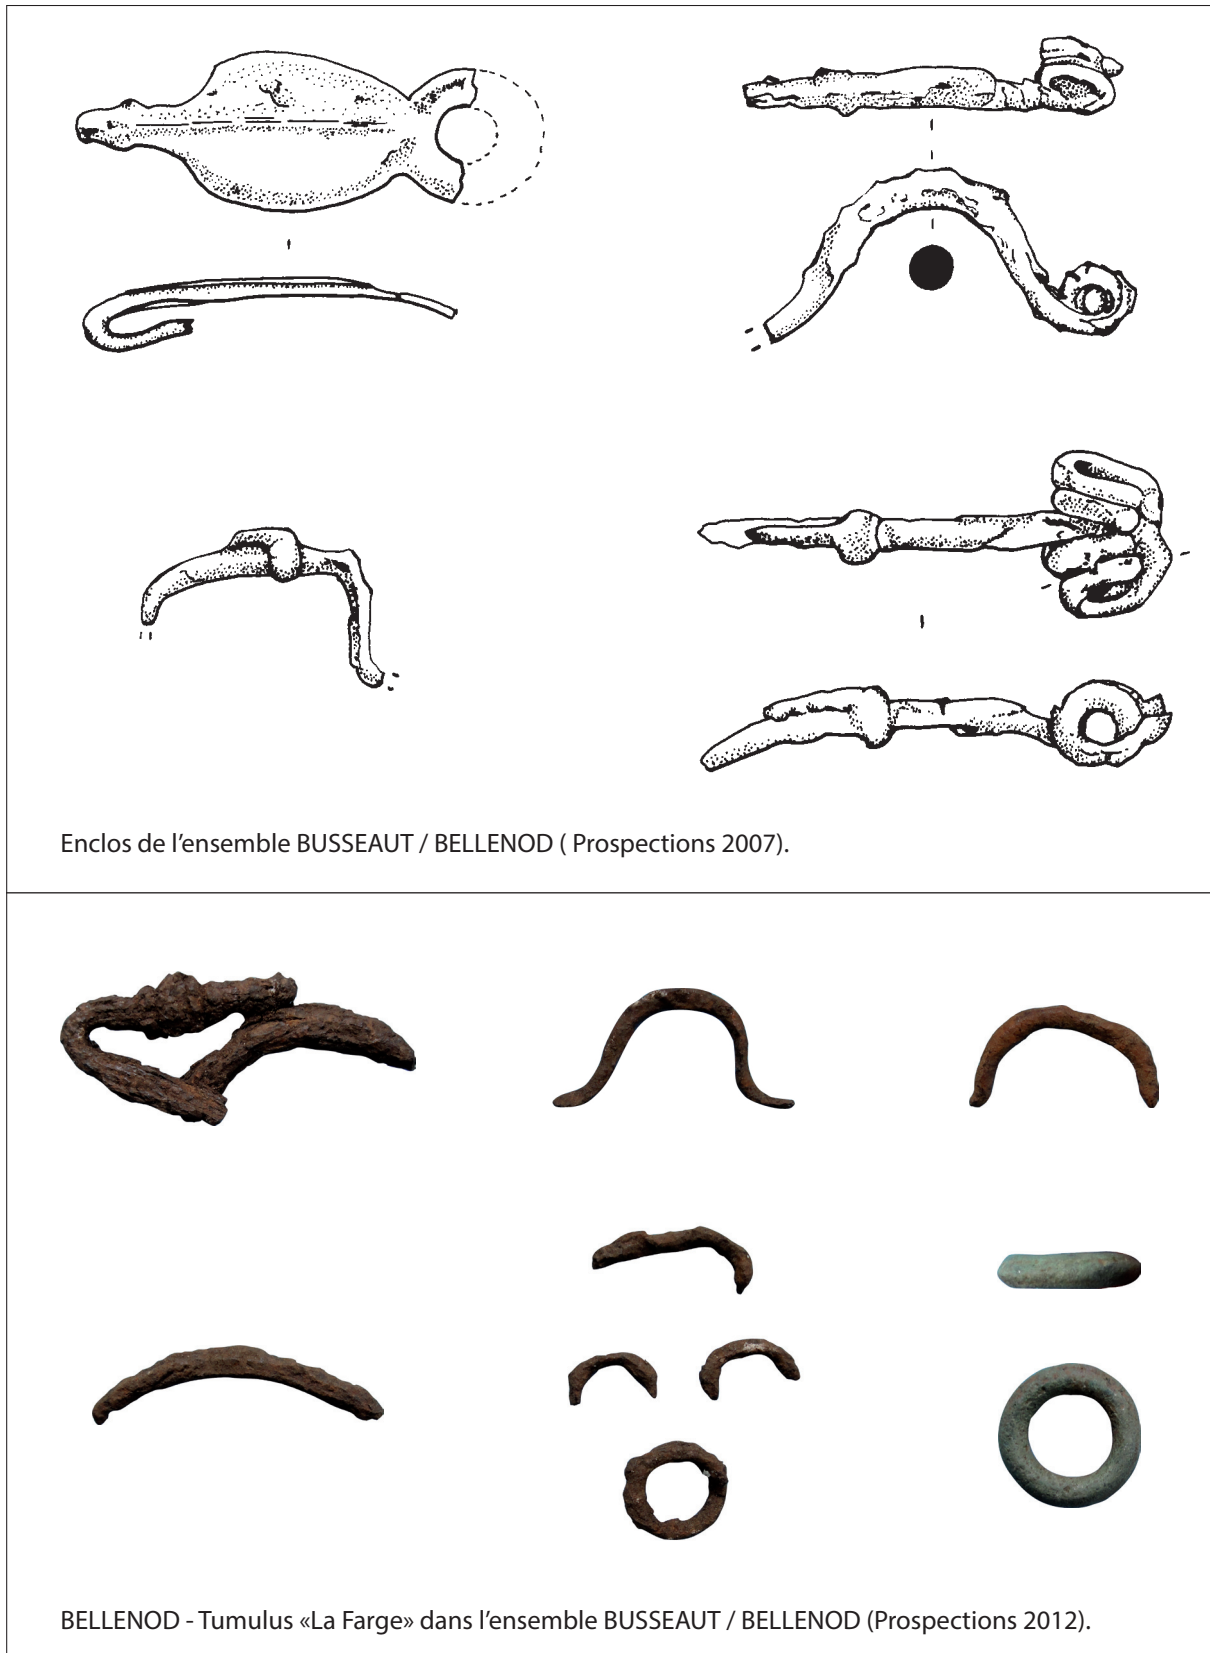 Enclos de l’ensemble BUSSEAUT / BELLENOD ( Prospections 2007).
BELLENOD - Tumulus «La Farge» dans l’ensemble BUSSEAUT / BELLENOD (Prospections 2012).